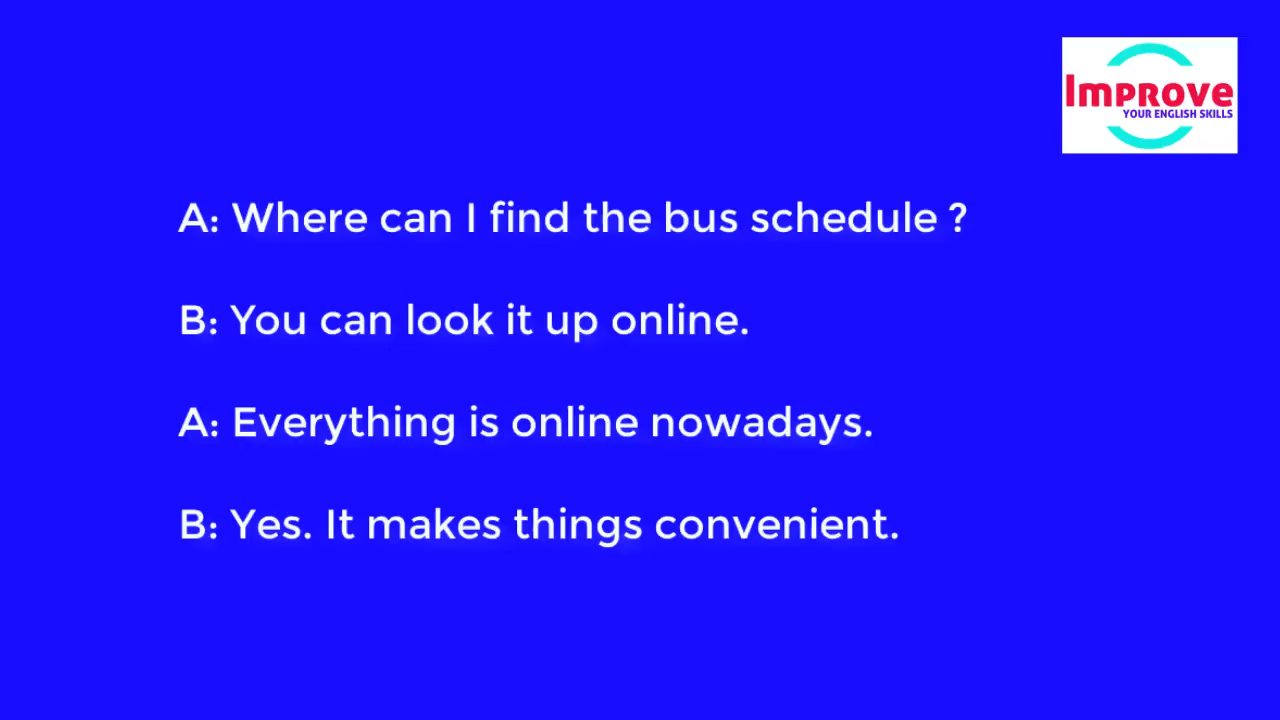 Improve
YOUR ENGLISH SKILLS
A: Where can I find the bus schedule ?
B: You can look it up online.
A: Everything is online nowadays.
B: Yes. It makes things convenient.